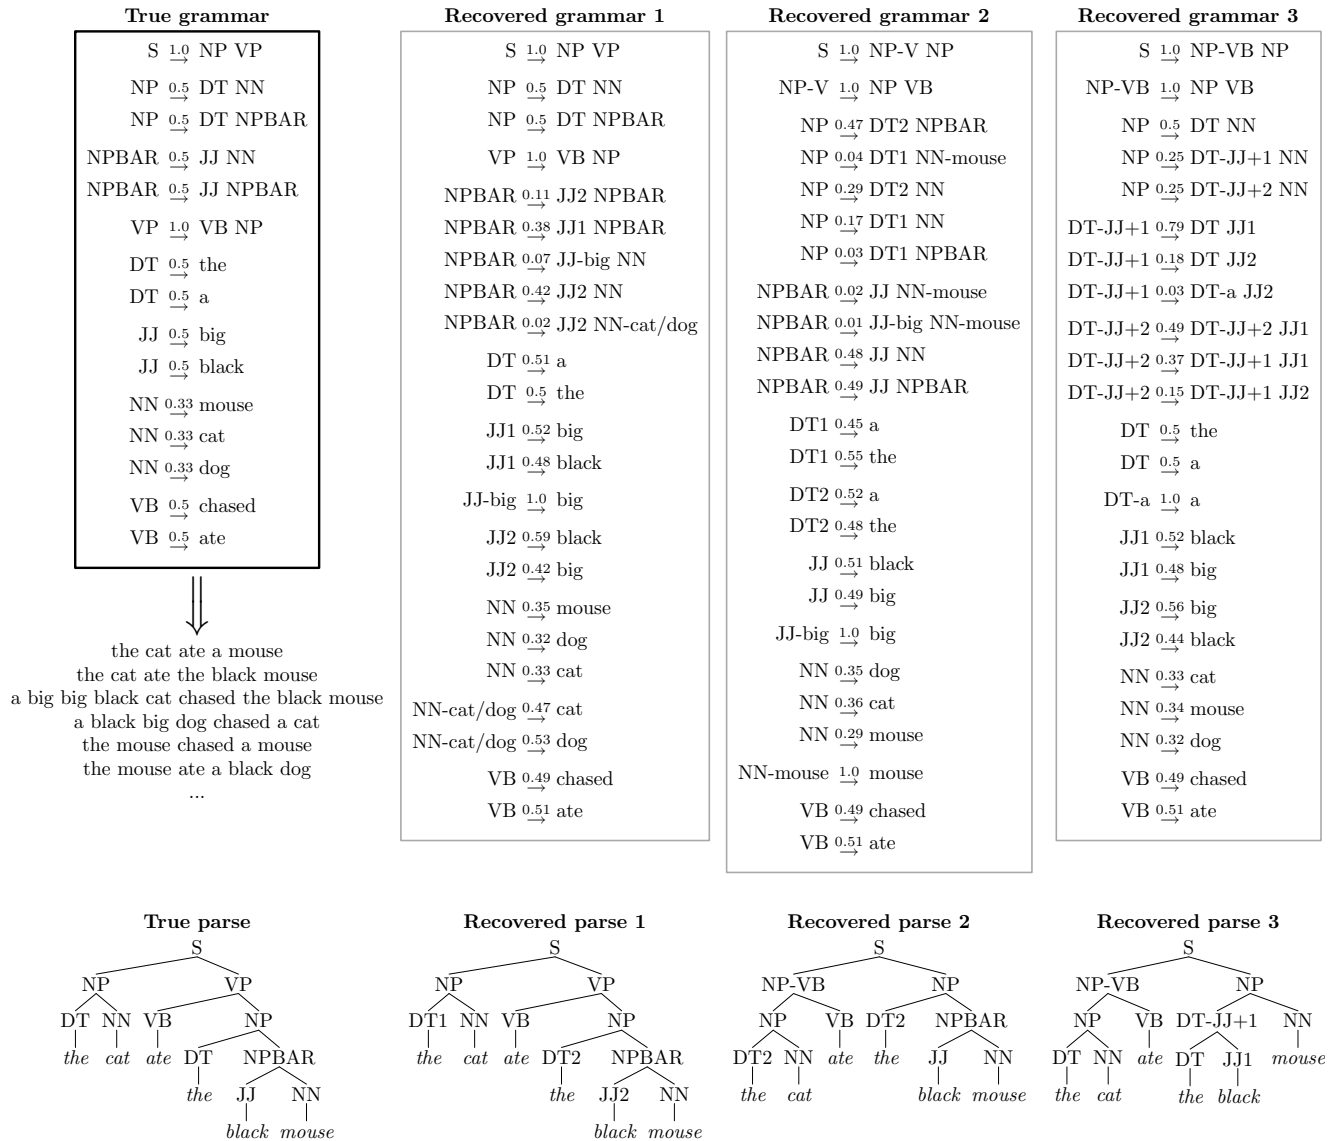 True grammar
S 1.0→ NP VP
NP 0.5→ DT NN
NP 0.5→ DT NPBAR
NPBAR 0.5→ JJ NN
NPBAR 0.5→ JJ NPBAR
VP 1.0→ VB NP
DT 0.5→ the
DT 0.5→ a
JJ 0.5→ big
JJ 0.5→ black
NN 0.33→ mouse
NN 0.33→ cat
NN 0.33→ dog
VB 0.5→ chased
VB 0.5→ ate
⇓
the cat ate a mouse
the cat ate the black mouse
a big big black cat chased the black mouse
a black big dog chased a cat
the mouse chased a mouse
the mouse ate a black dog
...
Recovered grammar 1
S 1.0→ NP VP
NP 0.5→ DT NN
NP 0.5→ DT NPBAR
VP 1.0→ VB NP
NPBAR 0.11→ JJ2 NPBAR
NPBAR 0.38→ JJ1 NPBAR
NPBAR 0.07→ JJ-big NN
NPBAR 0.42→ JJ2 NN
NPBAR 0.02→ JJ2 NN-cat/dog
DT 0.51→ a
DT 0.5→ the
JJ1 0.52→ big
JJ1 0.48→ black
JJ-big 1.0→ big
JJ2 0.59→ black
JJ2 0.42→ big
NN 0.35→ mouse
NN 0.32→ dog
NN 0.33→ cat
NN-cat/dog 0.47→ cat
NN-cat/dog 0.53→ dog
VB 0.49→ chased
VB 0.51→ ate
Recovered grammar 2
S 1.0→ NP-V NP
NP-V 1.0→ NP VB
NP 0.47→ DT2 NPBAR
NP 0.04→ DT1 NN-mouse
NP 0.29→ DT2 NN
NP 0.17→ DT1 NN
NP 0.03→ DT1 NPBAR
NPBAR 0.02→ JJ NN-mouse
NPBAR 0.01→ JJ-big NN-mouse
NPBAR 0.48→ JJ NN
NPBAR 0.49→ JJ NPBAR
DT1 0.45→ a
DT1 0.55→ the
DT2 0.52→ a
DT2 0.48→ the
JJ 0.51→ black
JJ 0.49→ big
JJ-big 1.0→ big
NN 0.35→ dog
NN 0.36→ cat
NN 0.29→ mouse
NN-mouse 1.0→ mouse
VB 0.49→ chased
VB 0.51→ ate
Recovered grammar 3
S 1.0→ NP-VB NP
NP-VB 1.0→ NP VB
NP 0.5→ DT NN
NP 0.25→ DT-JJ+1 NN
NP 0.25→ DT-JJ+2 NN
DT-JJ+1 0.79→ DT JJ1
DT-JJ+1 0.18→ DT JJ2
DT-JJ+1 0.03→ DT-a JJ2
DT-JJ+2 0.49→ DT-JJ+2 JJ1
DT-JJ+2 0.37→ DT-JJ+1 JJ1
DT-JJ+2 0.15→ DT-JJ+1 JJ2
DT 0.5→ the
DT 0.5→ a
DT-a 1.0→ a
JJ1 0.52→ black
JJ1 0.48→ big
JJ2 0.56→ big
JJ2 0.44→ black
NN 0.33→ cat
NN 0.34→ mouse
NN 0.32→ dog
VB 0.49→ chased
VB 0.51→ ate
True parse
S
NP VP
DT NN VB NP
the cat ate DT NPBAR
the JJ NN
black mouse
Recovered parse 1
S
NP VP
DT1 NN VB NP
the cat ate DT2 NPBAR
the JJ2 NN
black mouse
Recovered parse 2
S
NP-VB NP
NP VB DT2 NPBAR
DT2 NN ate the JJ NN
the cat black mouse
Recovered parse 3
S
NP-VB NP
NP VB DT-JJ+1 NN
DT NN ate DT JJ1 mouse
the cat the black